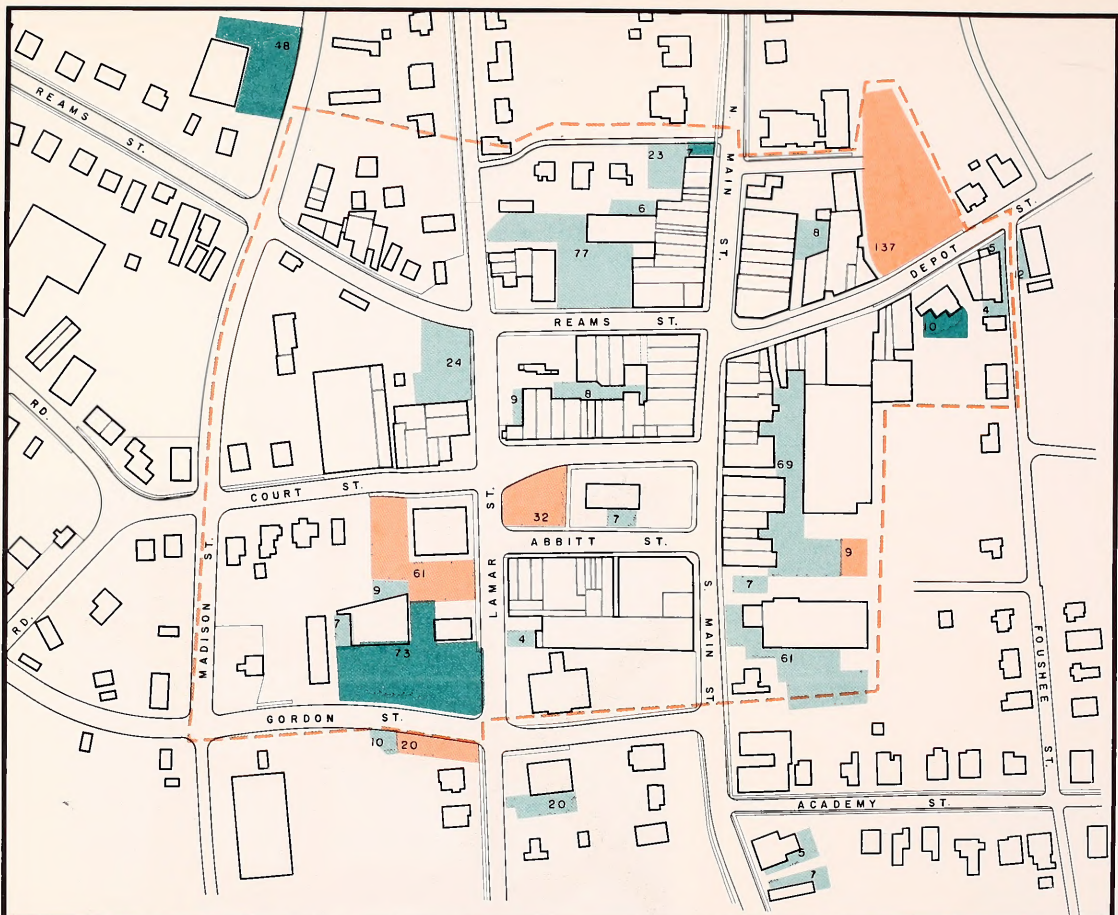 48
REAMS ST.
N. MAIN ST.
23
7
6
77
8
137
DEPOT ST.
5
12
4
10
REAMS ST.
24
9
8
69
RD.
COURT ST.
LAMAR ST.
32
7
ABBITT ST.
9
61
9
7
73
4
7
61
S. MAIN ST.
MADISON ST.
RD.
FOUSHEE ST.
GORDON ST.
10
20
20
ACADEMY ST.
5
7